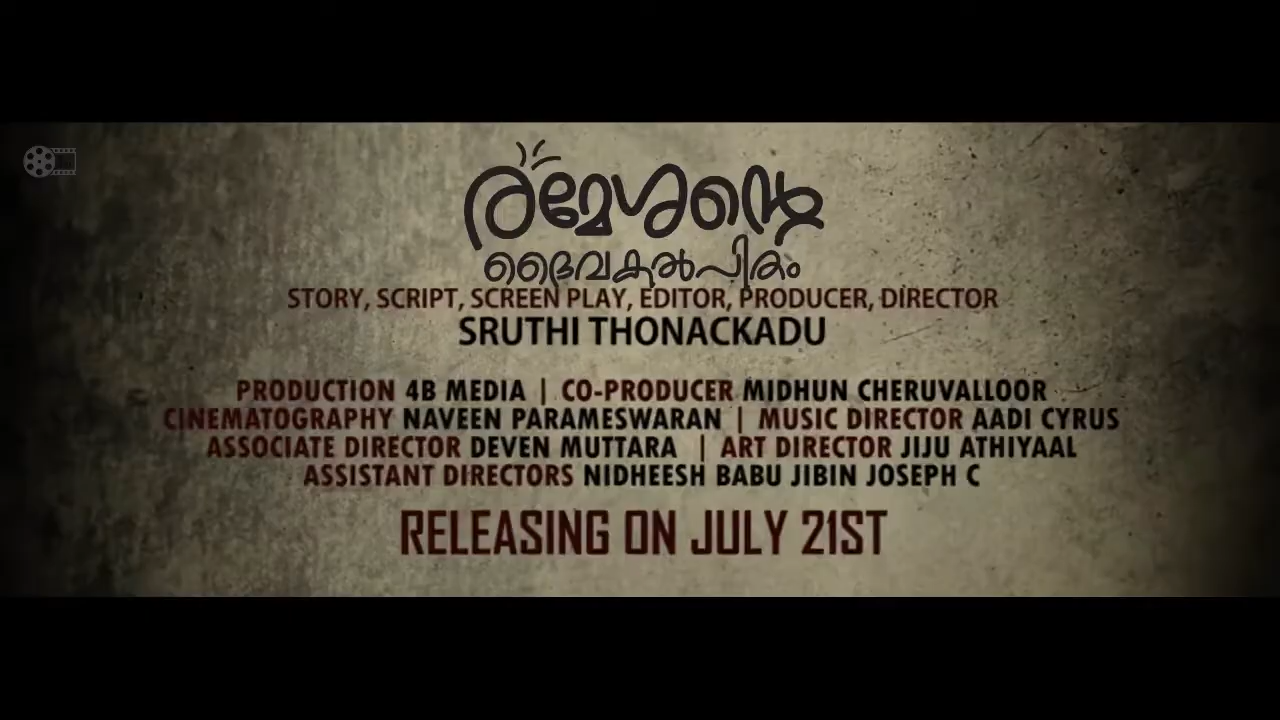 രമേശന്റെ
ദൈവകൽപിതം
STORY, SCRIPT, SCREEN PLAY, EDITOR, PRODUCER, DIRECTOR
SRUTHI THONACKADU
PRODUCTION 4B MEDIA | CO-PRODUCER MIDHUN CHERUVALLOOR
CINEMATOGRAPHY NAVEEN PARAMESWARAN | MUSIC DIRECTOR AADI CYRUS
ASSOCIATE DIRECTOR DEVEN MUTTARA | ART DIRECTOR JIJU ATHIYAAL
ASSISTANT DIRECTORS NIDHEESH BABU JIBIN JOSEPH C
RELEASING ON JULY 21ST